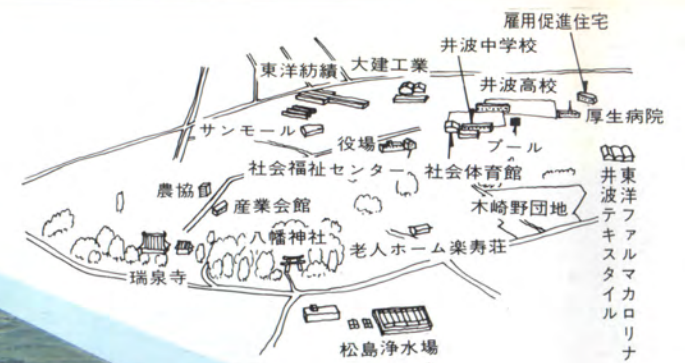 雇用促進住宅
井波中学校
東洋紡績
大建工業
井波高校
厚生病院
サンモール
役場
プール
社会福祉センター
社会体育館
農協
産業会館
木崎野団地
八幡神社
老人ホーム楽寿荘
瑞泉寺
松島浄水場
東洋ファルマカロリナ
井波テキスタイル